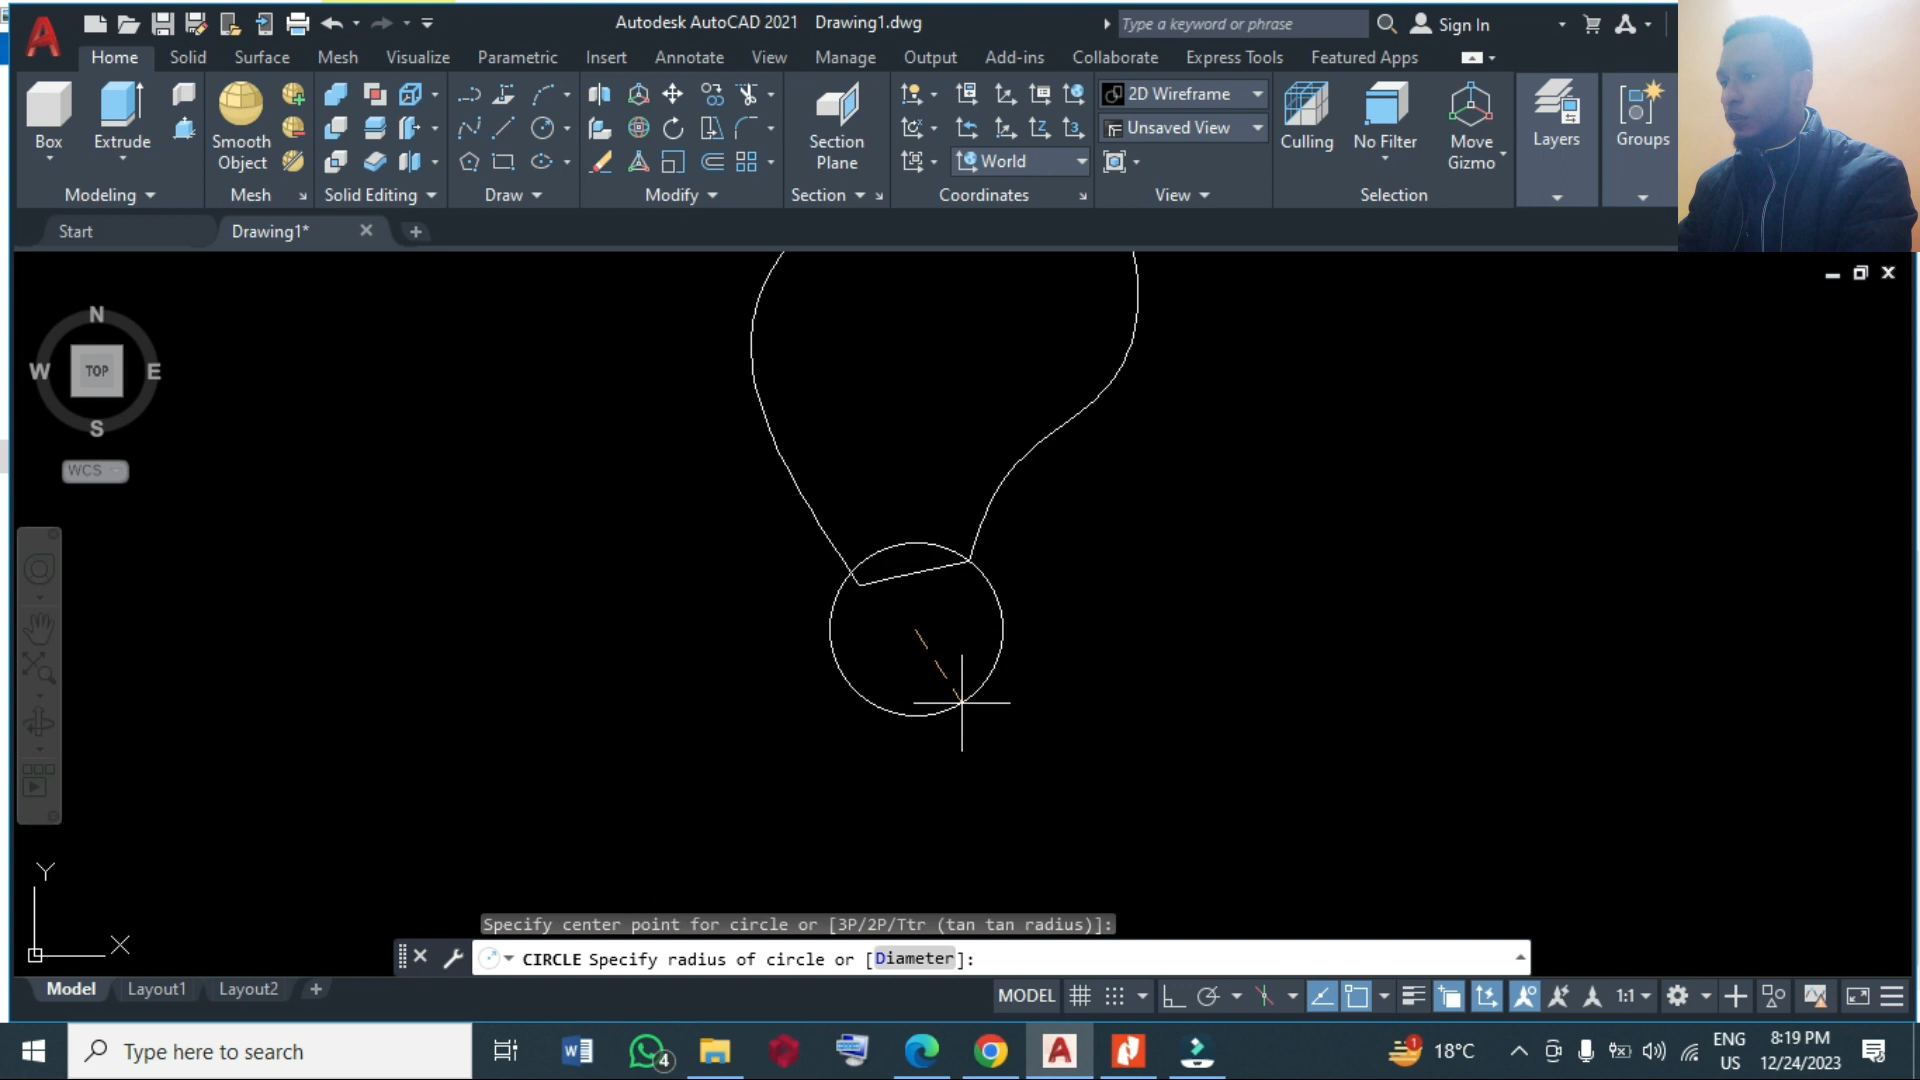 Autodesk AutoCAD 2021 Drawing1.dwg
Type a keyword or phrase
Sign In
Home Solid Surface Mesh Visualize Parametric Insert Annotate View Manage Output Add-ins Collaborate Express Tools Featured Apps
2D Wireframe
Unsaved View
World
Box Extrude
Smooth
Object
Section
Plane
Culling No Filter
Move
Gizmo
Layers Groups
Modeling Mesh Solid Editing Draw Modify Section Coordinates View Selection
Start Drawing1*
N
W TOP E
S
WCS
Y
X
Specify center point for circle or [3P/2P/Ttr (tan tan radius)]:
CIRCLE Specify radius of circle or [Diameter]:
Model Layout1 Layout2
MODEL 1:1
Type here to search
4
1
18°C
ENG
US
8:19 PM
12/24/2023